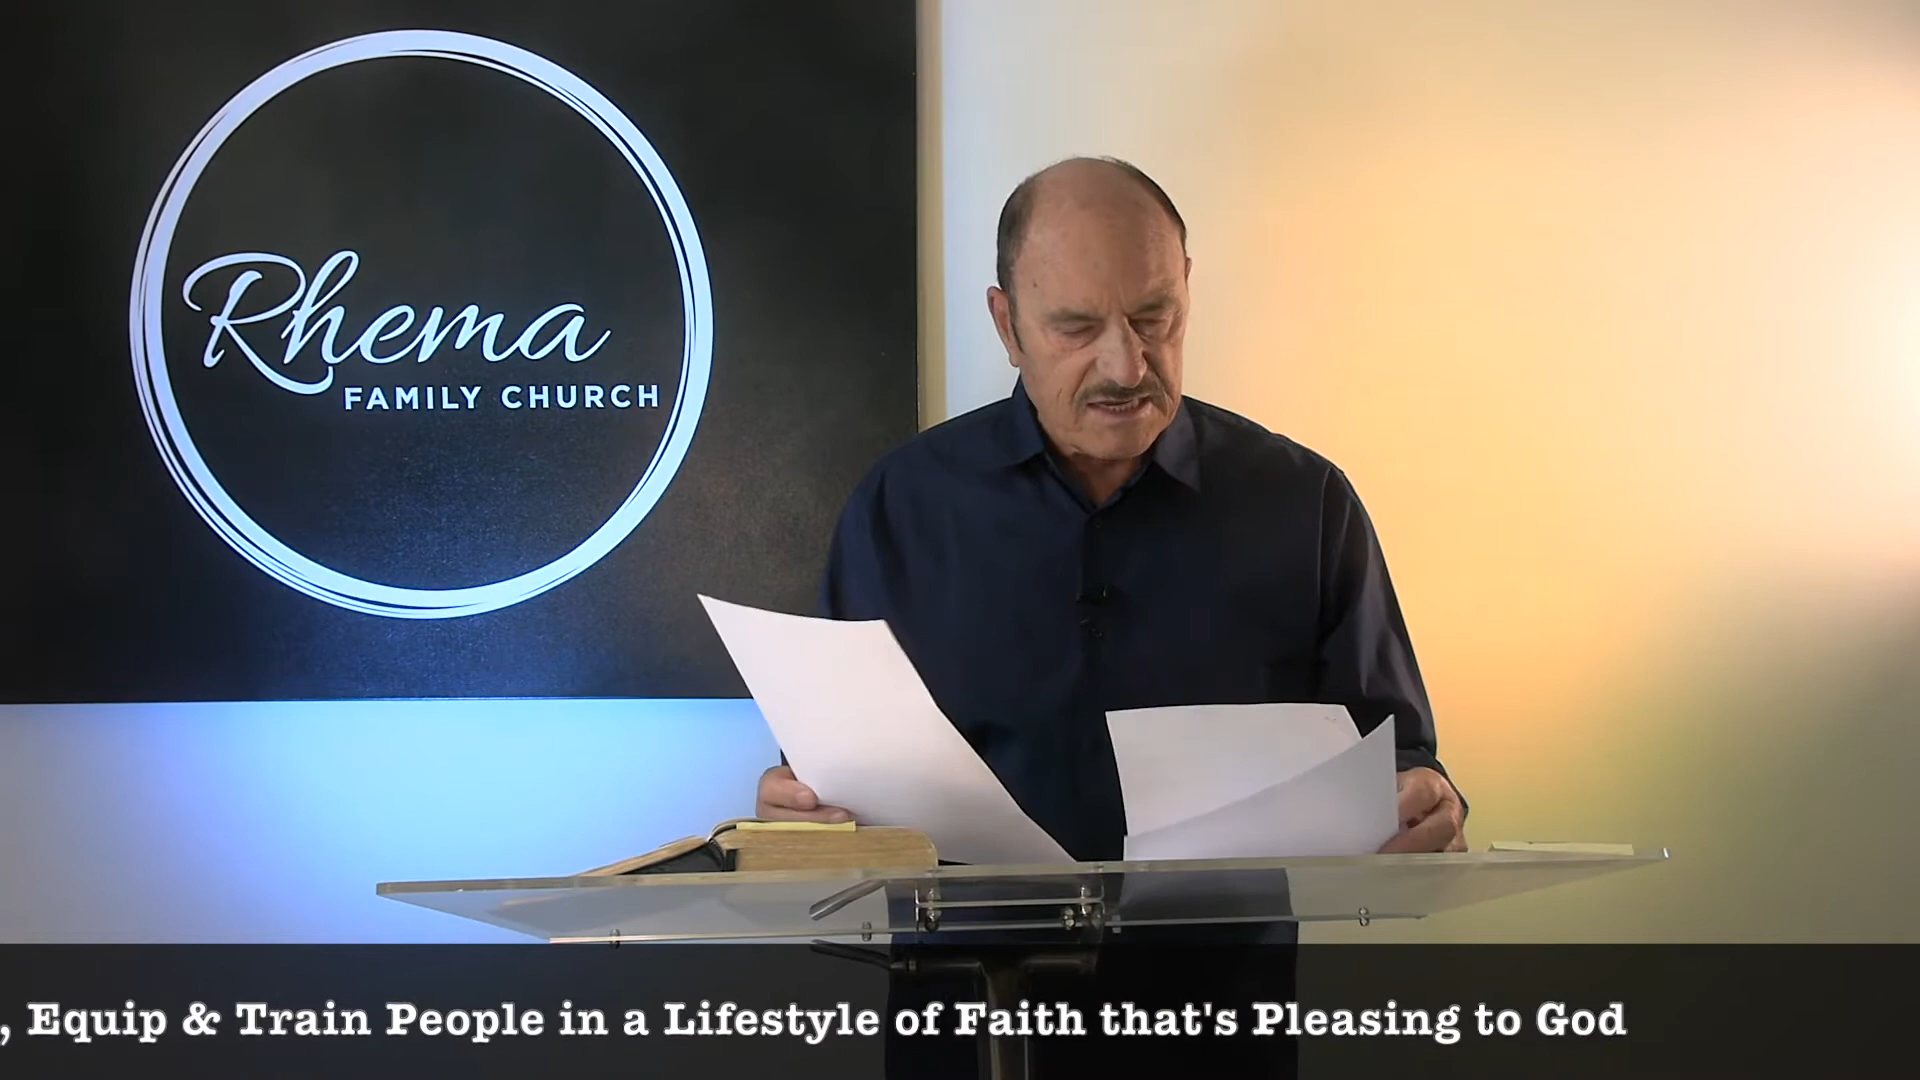 Rhema
FAMILY CHURCH
, Equip & Train People in a Lifestyle of Faith that's Pleasing to God